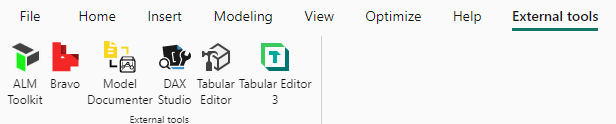 File Home Insert Modeling View Optimize Help External tools
ALM Bravo Model DAX Tabular Tabular Editor
Toolkit Documenter Studio Editor 3
External tools